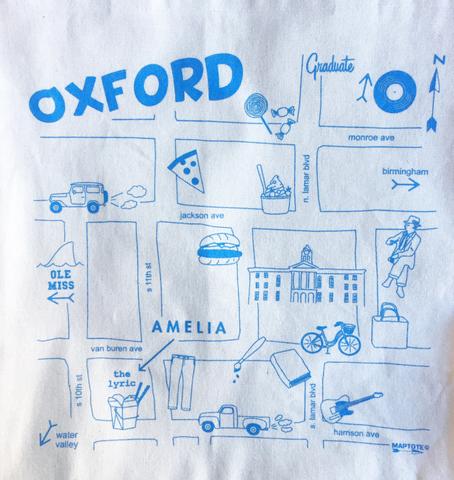 OXFORD
Graduate
N
monroe ave
birmingham
n. lamar blvd
jackson ave
OLE
MISS
s 11th st
AMELIA
van buren ave
the
lyric
s 10th st
s. lamar blvd
water
valley
harrison ave
MAPTOTE©